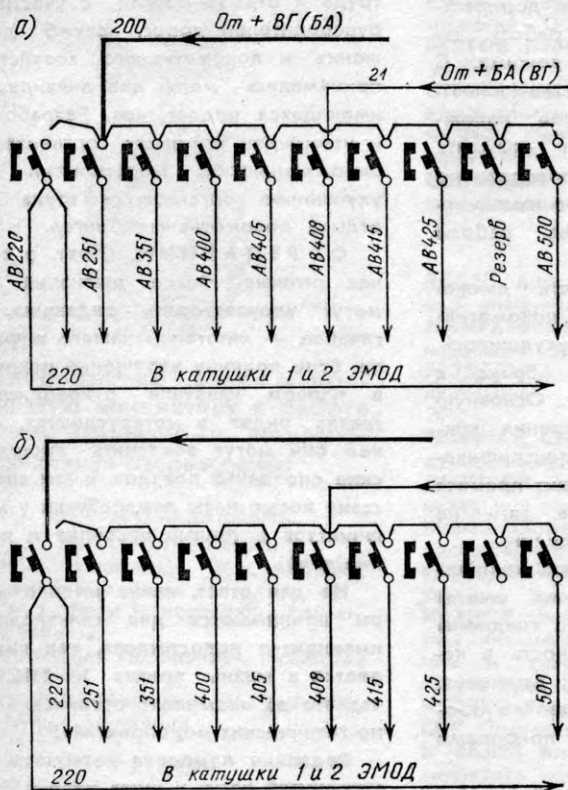 а)
200
От + ВГ(БА)
21
От + БА(ВГ)
АВ220
АВ251
АВ351
АВ400
АВ405
АВ408
АВ415
АВ425
Резерв
АВ500
220
В катушки 1 и 2 ЭМОД
б)
220
251
351
400
405
408
415
425
500
220
В катушки 1 и 2 ЭМОД